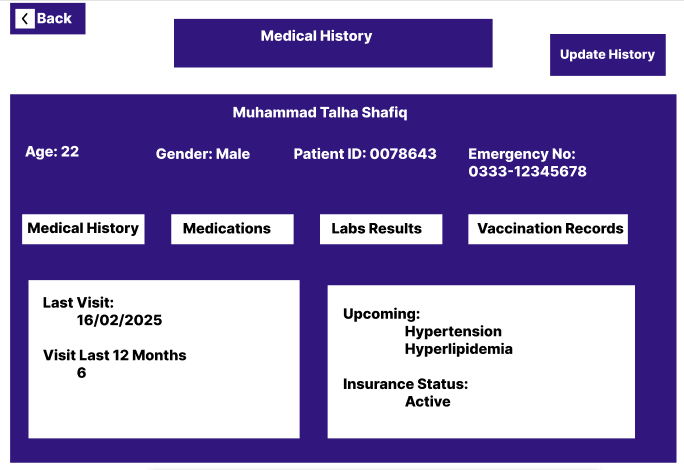 Back
Medical History
Update History
Muhammad Talha Shafiq
Age: 22
Gender: Male
Patient ID: 0078643
Emergency No:
0333-12345678
Medical History
Medications
Labs Results
Vaccination Records
Last Visit:
16/02/2025
Visit Last 12 Months
6
Upcoming:
Hypertension
Hyperlipidemia
Insurance Status:
Active